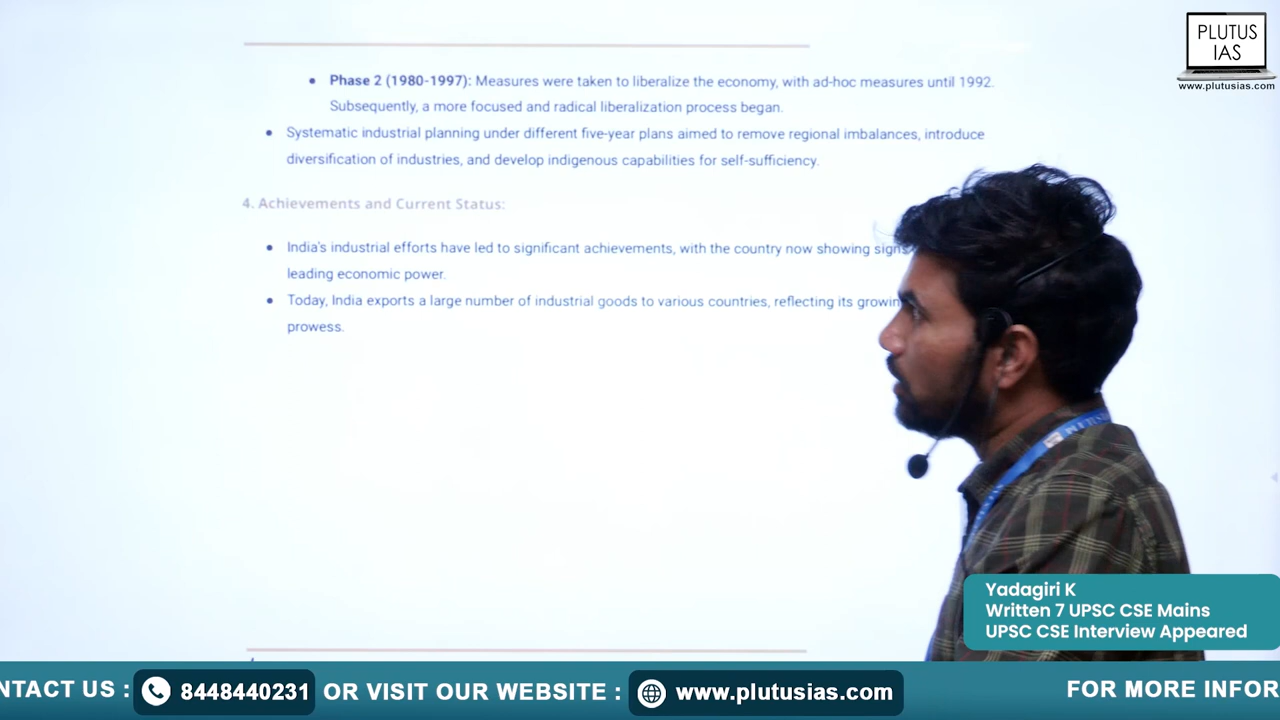 PLUTUS
IAS
www.plutusias.com
• Phase 2 (1980-1997): Measures were taken to liberalize the economy, with ad-hoc measures until 1992.
Subsequently, a more focused and radical liberalization process began.
• Systematic industrial planning under different five-year plans aimed to remove regional imbalances, introduce
diversification of industries, and develop indigenous capabilities for self-sufficiency.
4. Achievements and Current Status:
• India's industrial efforts have led to significant achievements, with the country now showing signs
leading economic power.
• Today, India exports a large number of industrial goods to various countries, reflecting its growin
prowess.
Yadagiri K
Written 7 UPSC CSE Mains
UPSC CSE Interview Appeared
NTACT US : 8448440231 OR VISIT OUR WEBSITE : www.plutusias.com FOR MORE INFOR